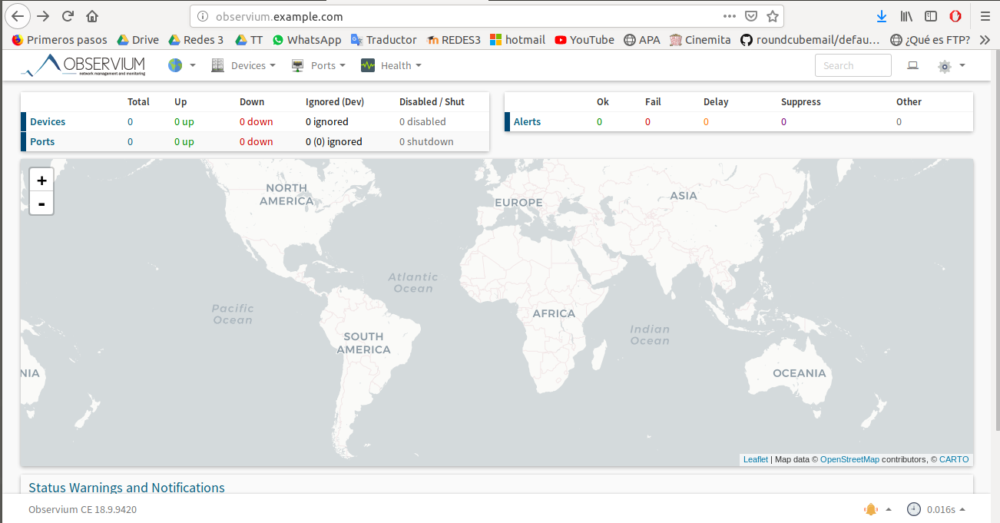 observium.example.com
Primeros pasos Drive Redes 3 TT WhatsApp Traductor REDES3 hotmail YouTube APA Cinemita roundcubemail/defau... ¿Qué es FTP?
OBSERVIUM
network management and monitoring
Devices Ports Health Search
Total Up Down Ignored (Dev) Disabled / Shut
Devices 0 0 up 0 down 0 ignored 0 disabled
Ports 0 0 up 0 down 0 (0) ignored 0 shutdown
Ok Fail Delay Suppress Other
Alerts 0 0 0 0 0
+
-
NORTH
AMERICA
EUROPE
ASIA
Atlantic
Ocean
Pacific
Ocean
AFRICA
Indian
Ocean
SOUTH
AMERICA
NIA
OCEANIA
Leaflet | Map data © OpenStreetMap contributors, © CARTO
Status Warnings and Notifications
Observium CE 18.9.9420 0.016s